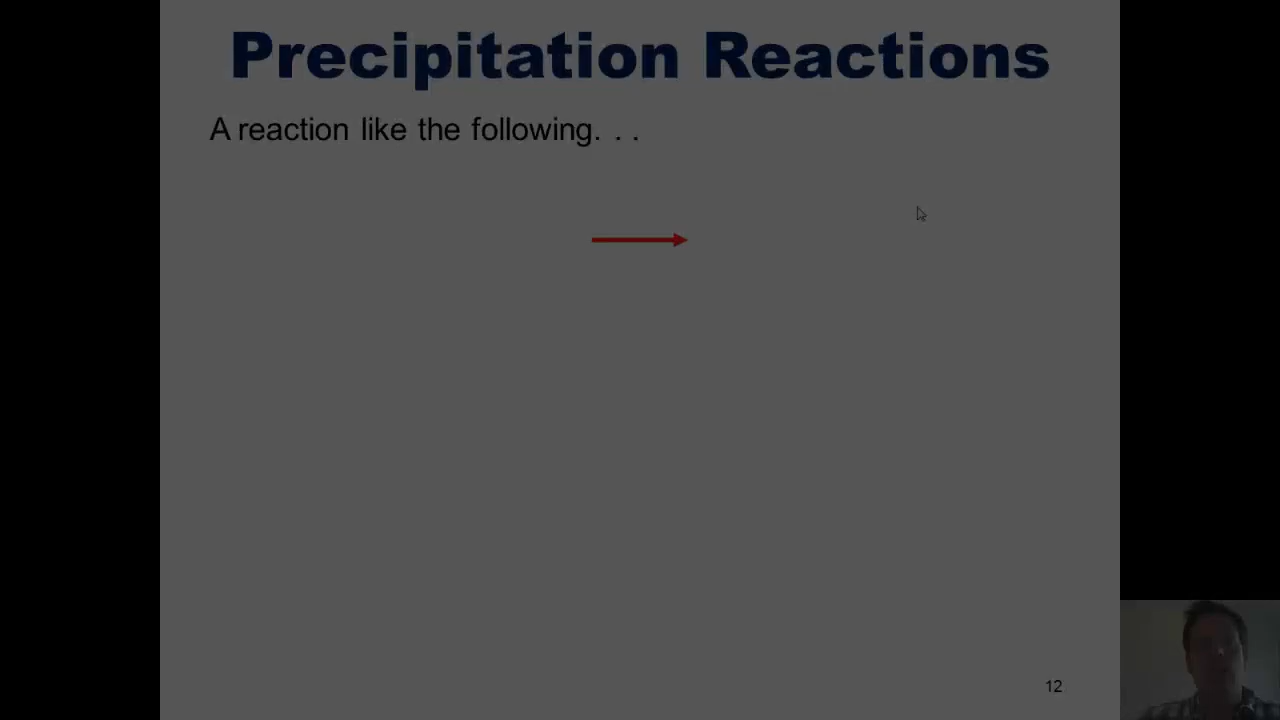 Precipitation Reactions
A reaction like the following. . .
12